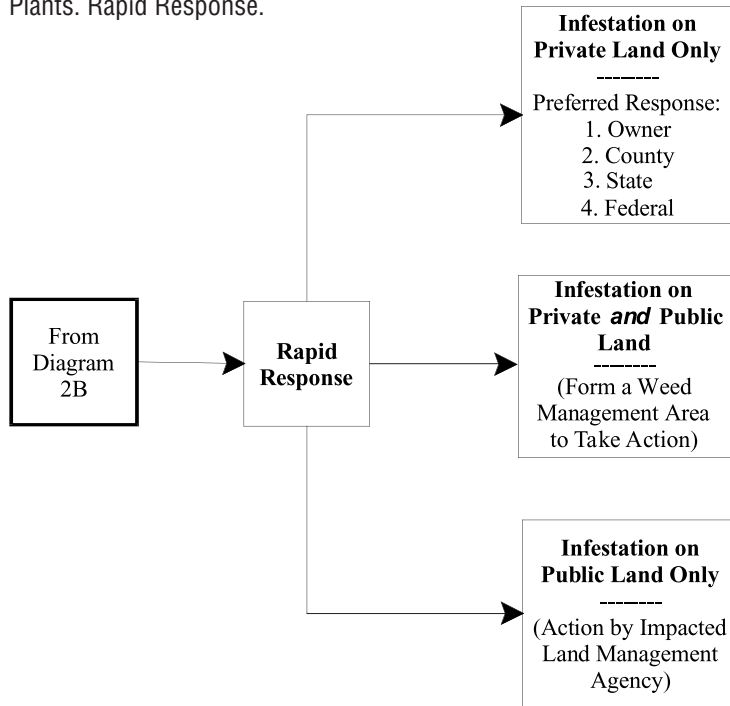 Plants. Rapid Response.
Infestation on
Private Land Only
--------
Preferred Response:
1. Owner
2. County
3. State
4. Federal
From
Diagram
2B
Rapid
Response
Infestation on
Private and Public
Land
--------
(Form a Weed
Management Area
to Take Action)
Infestation on
Public Land Only
--------
(Action by Impacted
Land Management
Agency)